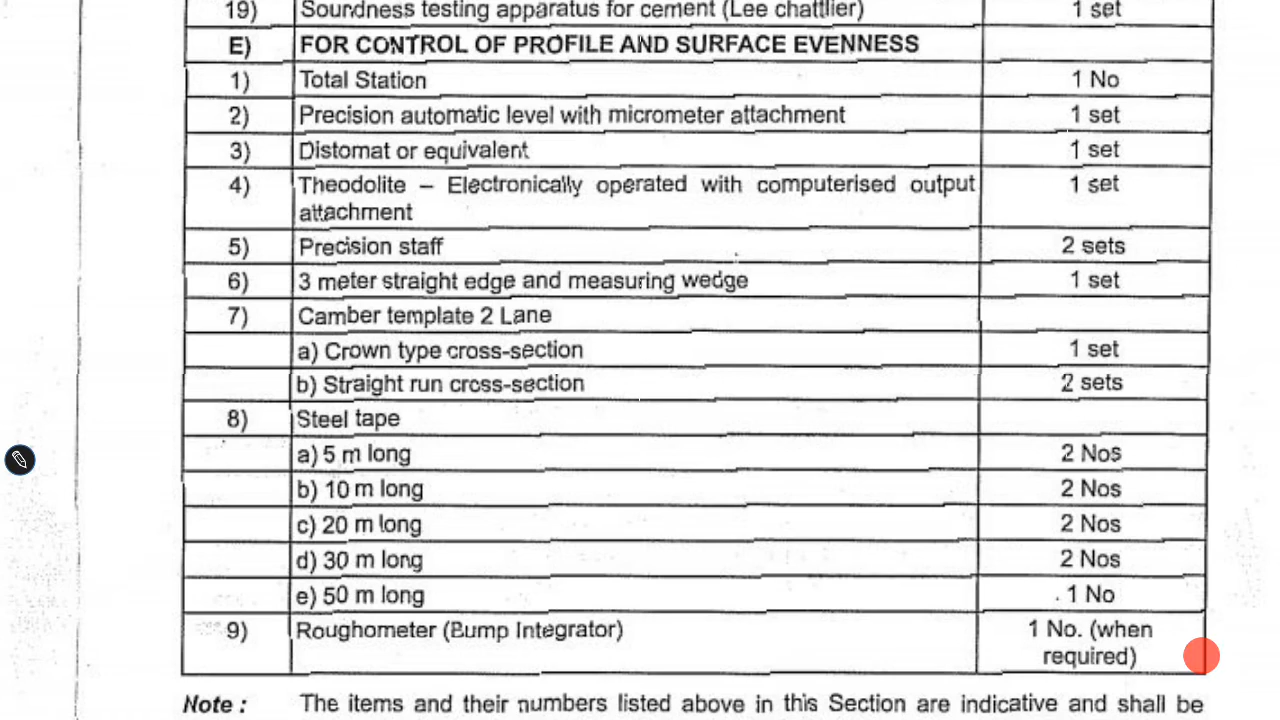 19) Soundness testing apparatus for cement (Lee chattlier) 1 set
E) FOR CONTROL OF PROFILE AND SURFACE EVENNESS
1) Total Station 1 No
2) Precision automatic level with micrometer attachment 1 set
3) Distomat or equivalent 1 set
4) Theodolite – Electronically operated with computerised output 1 set
attachment
5) Precision staff 2 sets
6) 3 meter straight edge and measuring wedge 1 set
7) Camber template 2 Lane
a) Crown type cross-section 1 set
b) Straight run cross-section 2 sets
8) Steel tape
a) 5 m long 2 Nos
b) 10 m long 2 Nos
c) 20 m long 2 Nos
d) 30 m long 2 Nos
e) 50 m long 1 No
9) Roughometer (Bump Integrator) 1 No. (when
required)
Note : The items and their numbers listed above in this Section are indicative and shall be